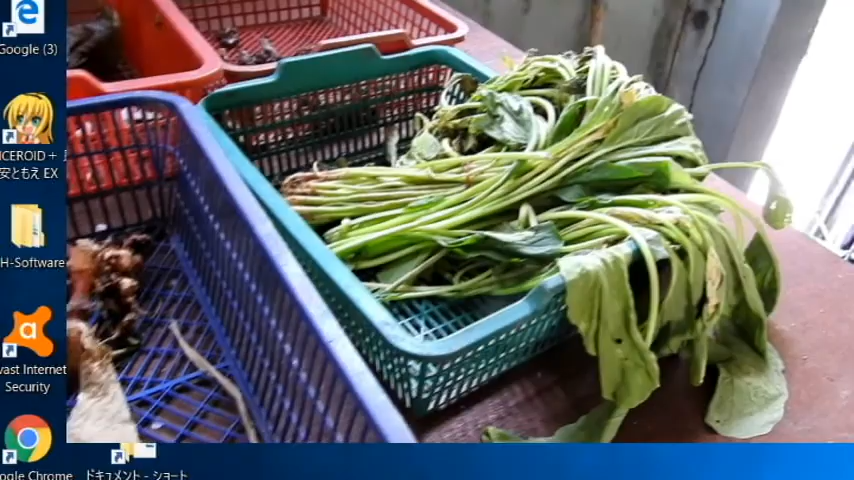 Google (3)
ICEROID＋
安ともえ EX
H-Software
vast Internet
Security
ogle Chrome
ドキュメント - ショート